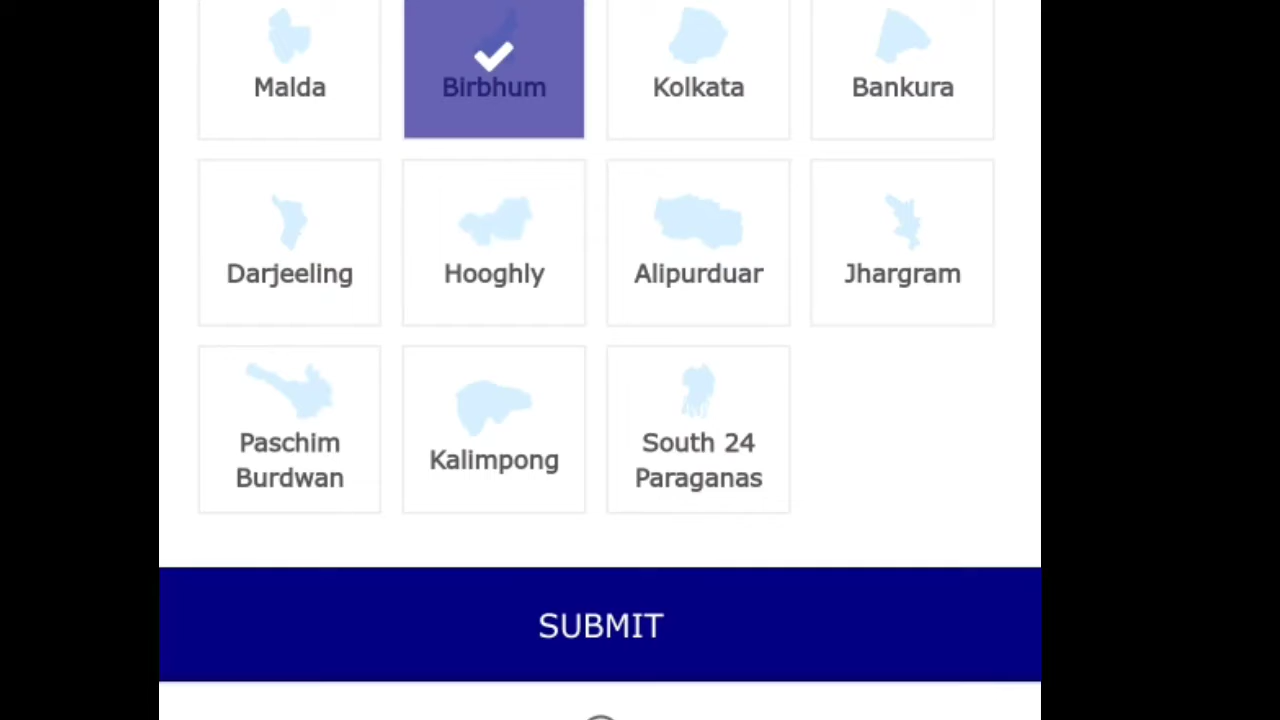 Malda
Birbhum
Kolkata
Bankura
Darjeeling
Hooghly
Alipurduar
Jhargram
Paschim
Burdwan
Kalimpong
South 24
Paraganas
SUBMIT